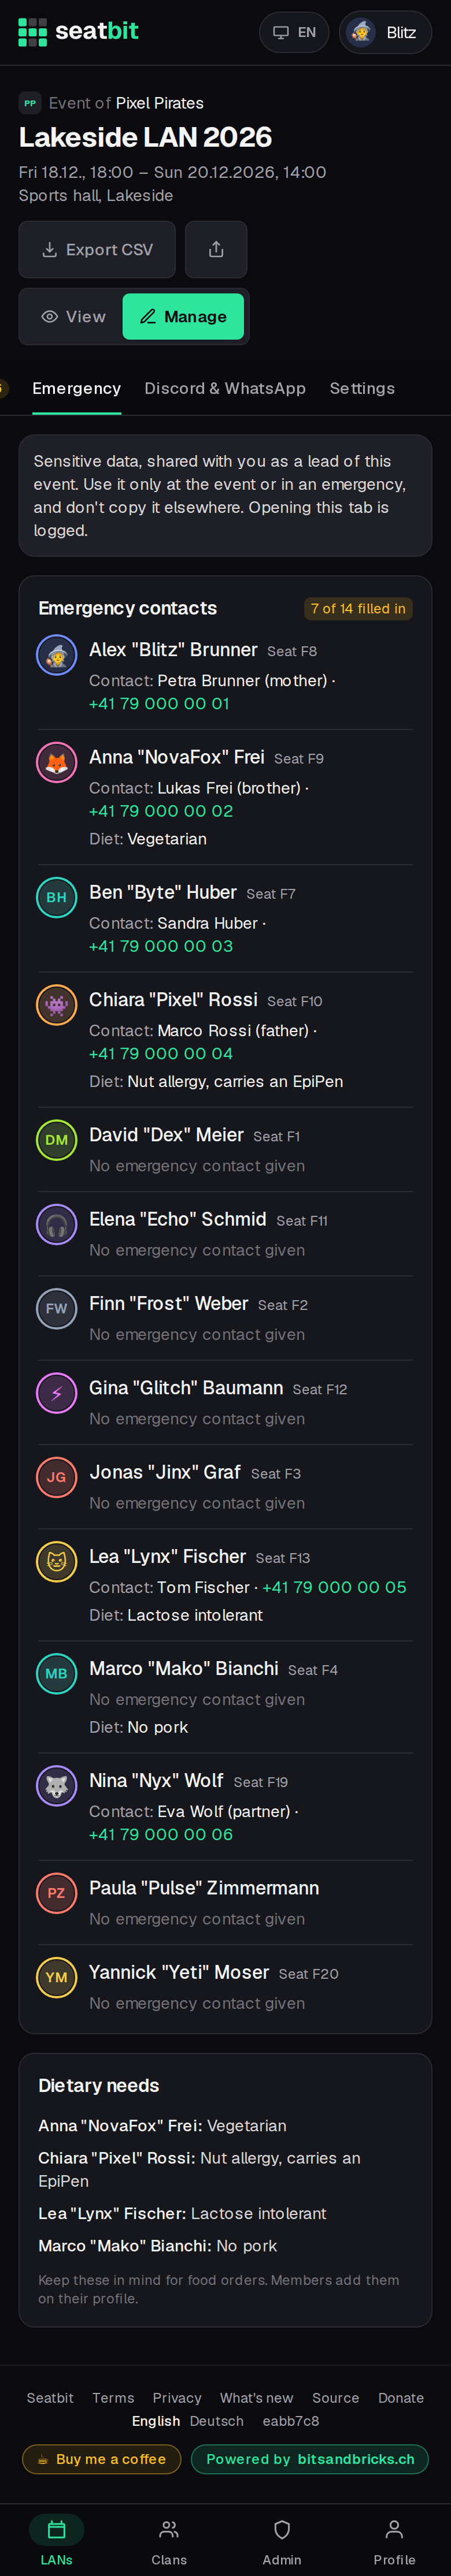 seatbit
EN
Blitz
PP Event of Pixel Pirates
Lakeside LAN 2026
Fri 18.12., 18:00 – Sun 20.12.2026, 14:00
Sports hall, Lakeside
Export CSV
View Manage
Emergency Discord & WhatsApp Settings
Sensitive data, shared with you as a lead of this
event. Use it only at the event or in an emergency,
and don't copy it elsewhere. Opening this tab is
logged.
Emergency contacts 7 of 14 filled in
Alex "Blitz" Brunner Seat F8
Contact: Petra Brunner (mother) ·
+41 79 000 00 01
Anna "NovaFox" Frei Seat F9
Contact: Lukas Frei (brother) ·
+41 79 000 00 02
Diet: Vegetarian
BH Ben "Byte" Huber Seat F7
Contact: Sandra Huber ·
+41 79 000 00 03
Chiara "Pixel" Rossi Seat F10
Contact: Marco Rossi (father) ·
+41 79 000 00 04
Diet: Nut allergy, carries an EpiPen
DM David "Dex" Meier Seat F1
No emergency contact given
Elena "Echo" Schmid Seat F11
No emergency contact given
FW Finn "Frost" Weber Seat F2
No emergency contact given
Gina "Glitch" Baumann Seat F12
No emergency contact given
JG Jonas "Jinx" Graf Seat F3
No emergency contact given
Lea "Lynx" Fischer Seat F13
Contact: Tom Fischer · +41 79 000 00 05
Diet: Lactose intolerant
MB Marco "Mako" Bianchi Seat F4
No emergency contact given
Diet: No pork
Nina "Nyx" Wolf Seat F19
Contact: Eva Wolf (partner) ·
+41 79 000 00 06
PZ Paula "Pulse" Zimmermann
No emergency contact given
YM Yannick "Yeti" Moser Seat F20
No emergency contact given
Dietary needs
Anna "NovaFox" Frei: Vegetarian
Chiara "Pixel" Rossi: Nut allergy, carries an
EpiPen
Lea "Lynx" Fischer: Lactose intolerant
Marco "Mako" Bianchi: No pork
Keep these in mind for food orders. Members add them
on their profile.
Seatbit Terms Privacy What's new Source Donate
English Deutsch eabb7c8
Buy me a coffee Powered by bitsandbricks.ch
LANs Clans Admin Profile